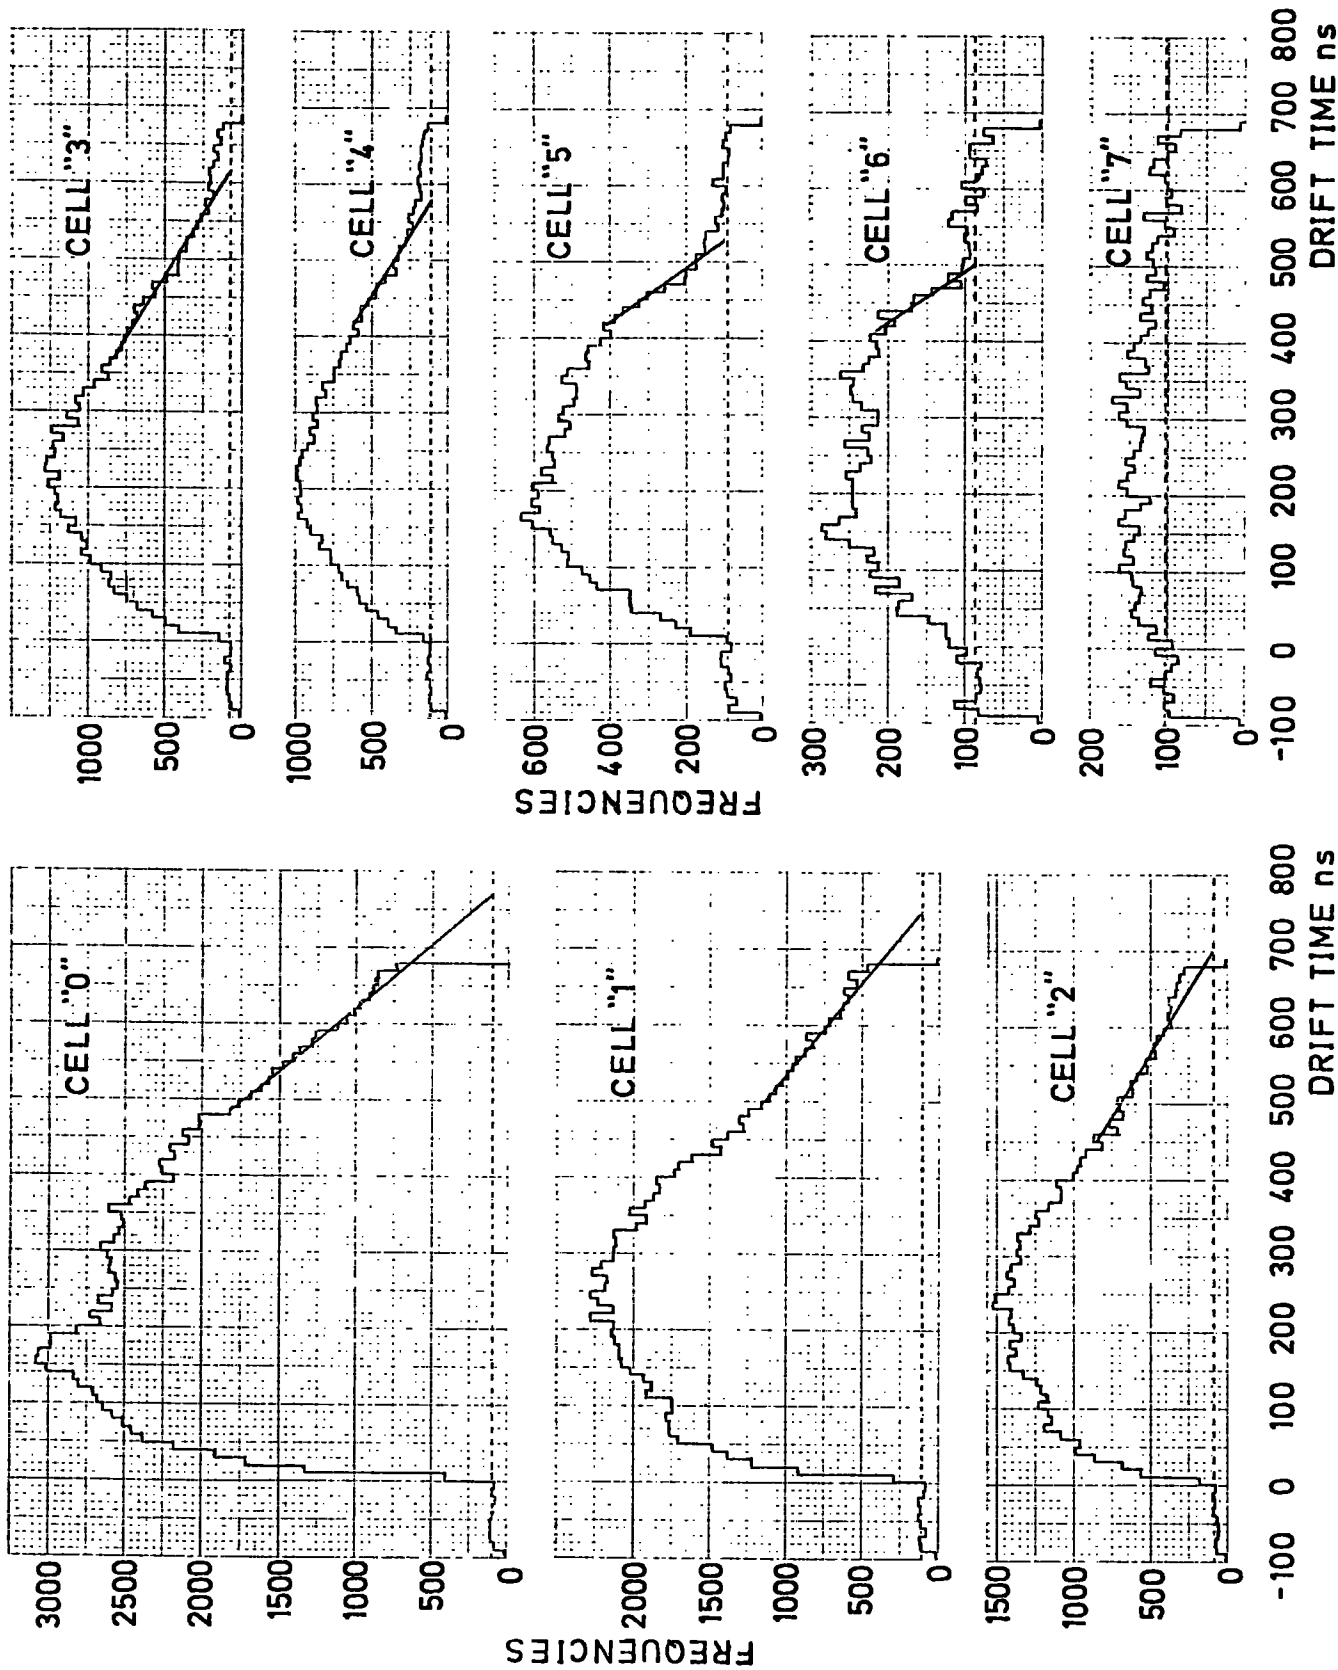 CELL "0"
3000
2500
2000
1500
1000
500
0
CELL "1"
2000
1500
1000
500
0
CELL "2"
1500
1000
500
0
FREQUENCIES
-100 0 100 200 300 400 500 600 700 800
DRIFT TIME ns
CELL "3"
1000
500
0
CELL "4"
1000
500
0
CELL "5"
600
400
200
0
CELL "6"
300
200
100
0
CELL "7"
200
100
0
FREQUENCIES
-100 0 100 200 300 400 500 600 700 800
DRIFT TIME ns